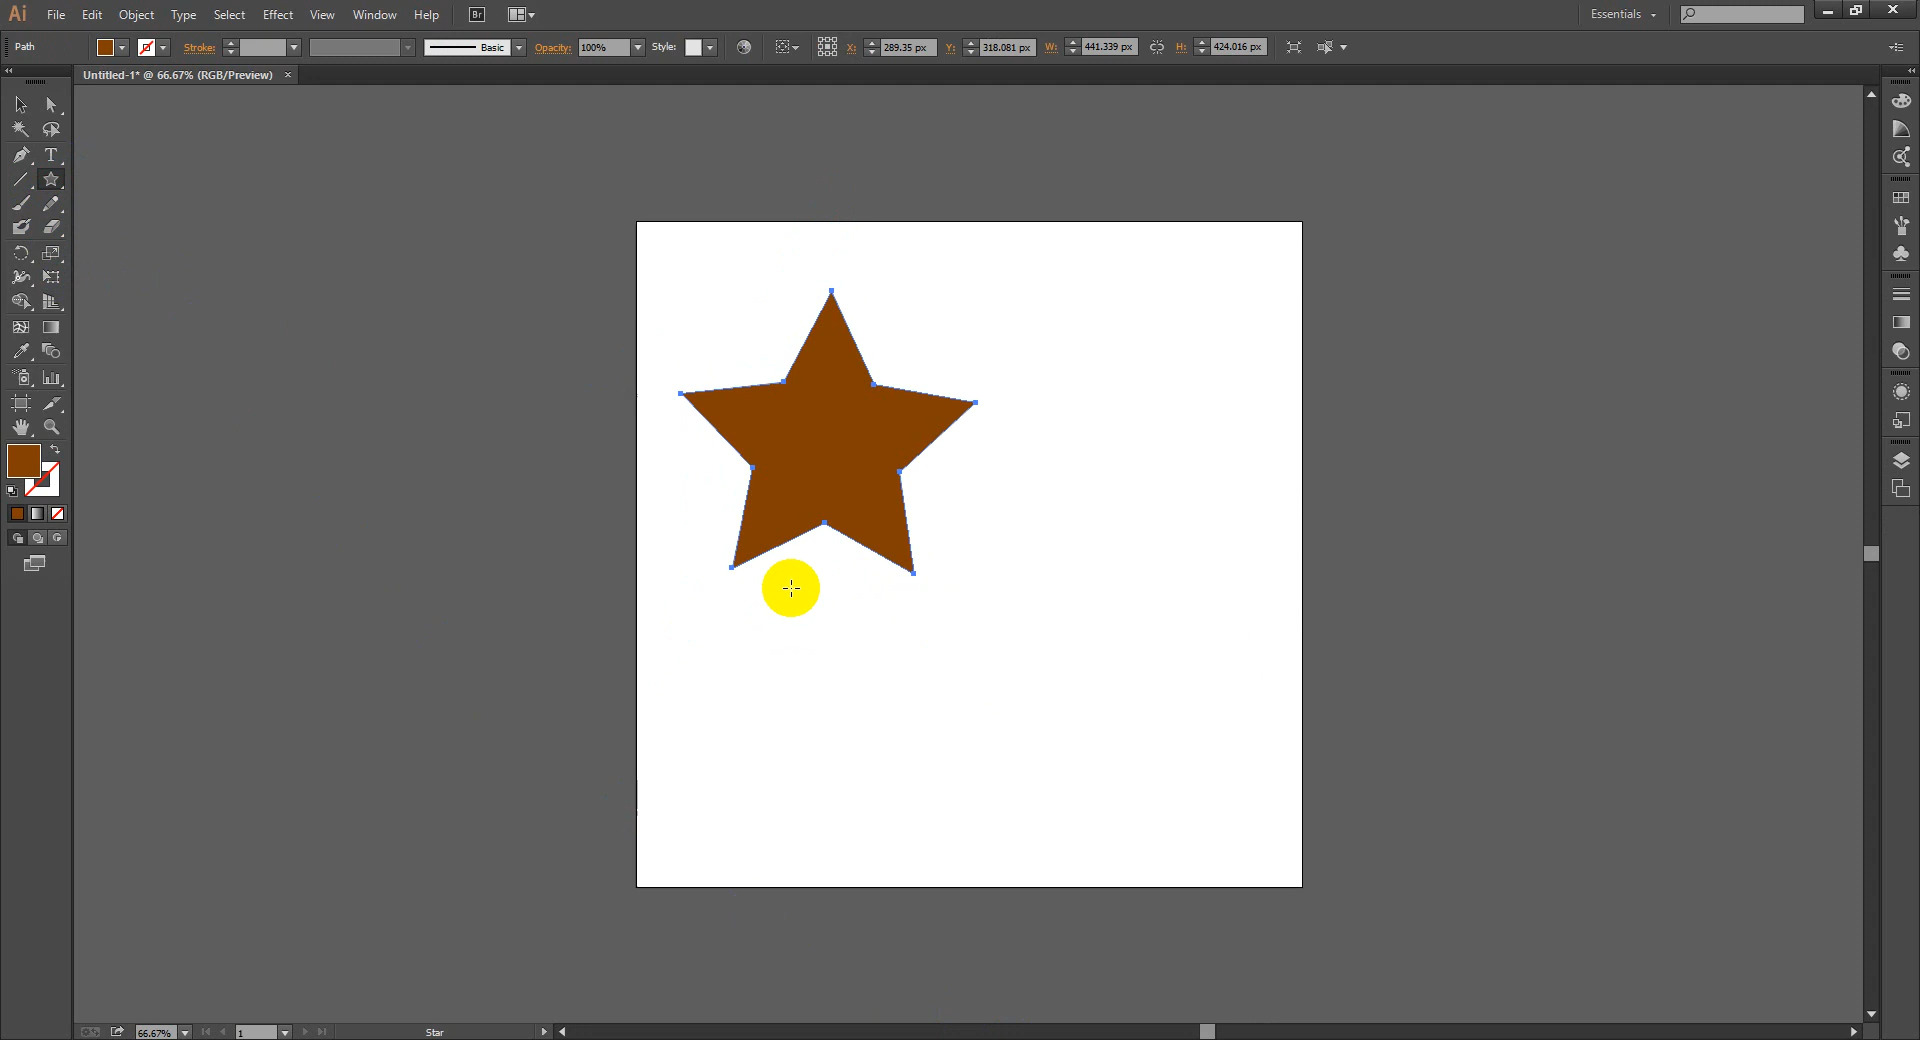 Ai File Edit Object Type Select Effect View Window Help Br Essentials
Path Stroke: Basic Opacity: 100% Style: X: 289.35 px Y: 318.081 px W: 441.339 px H: 424.016 px
Untitled-1* @ 66.67% (RGB/Preview) ×
T
66.67% 1 Star